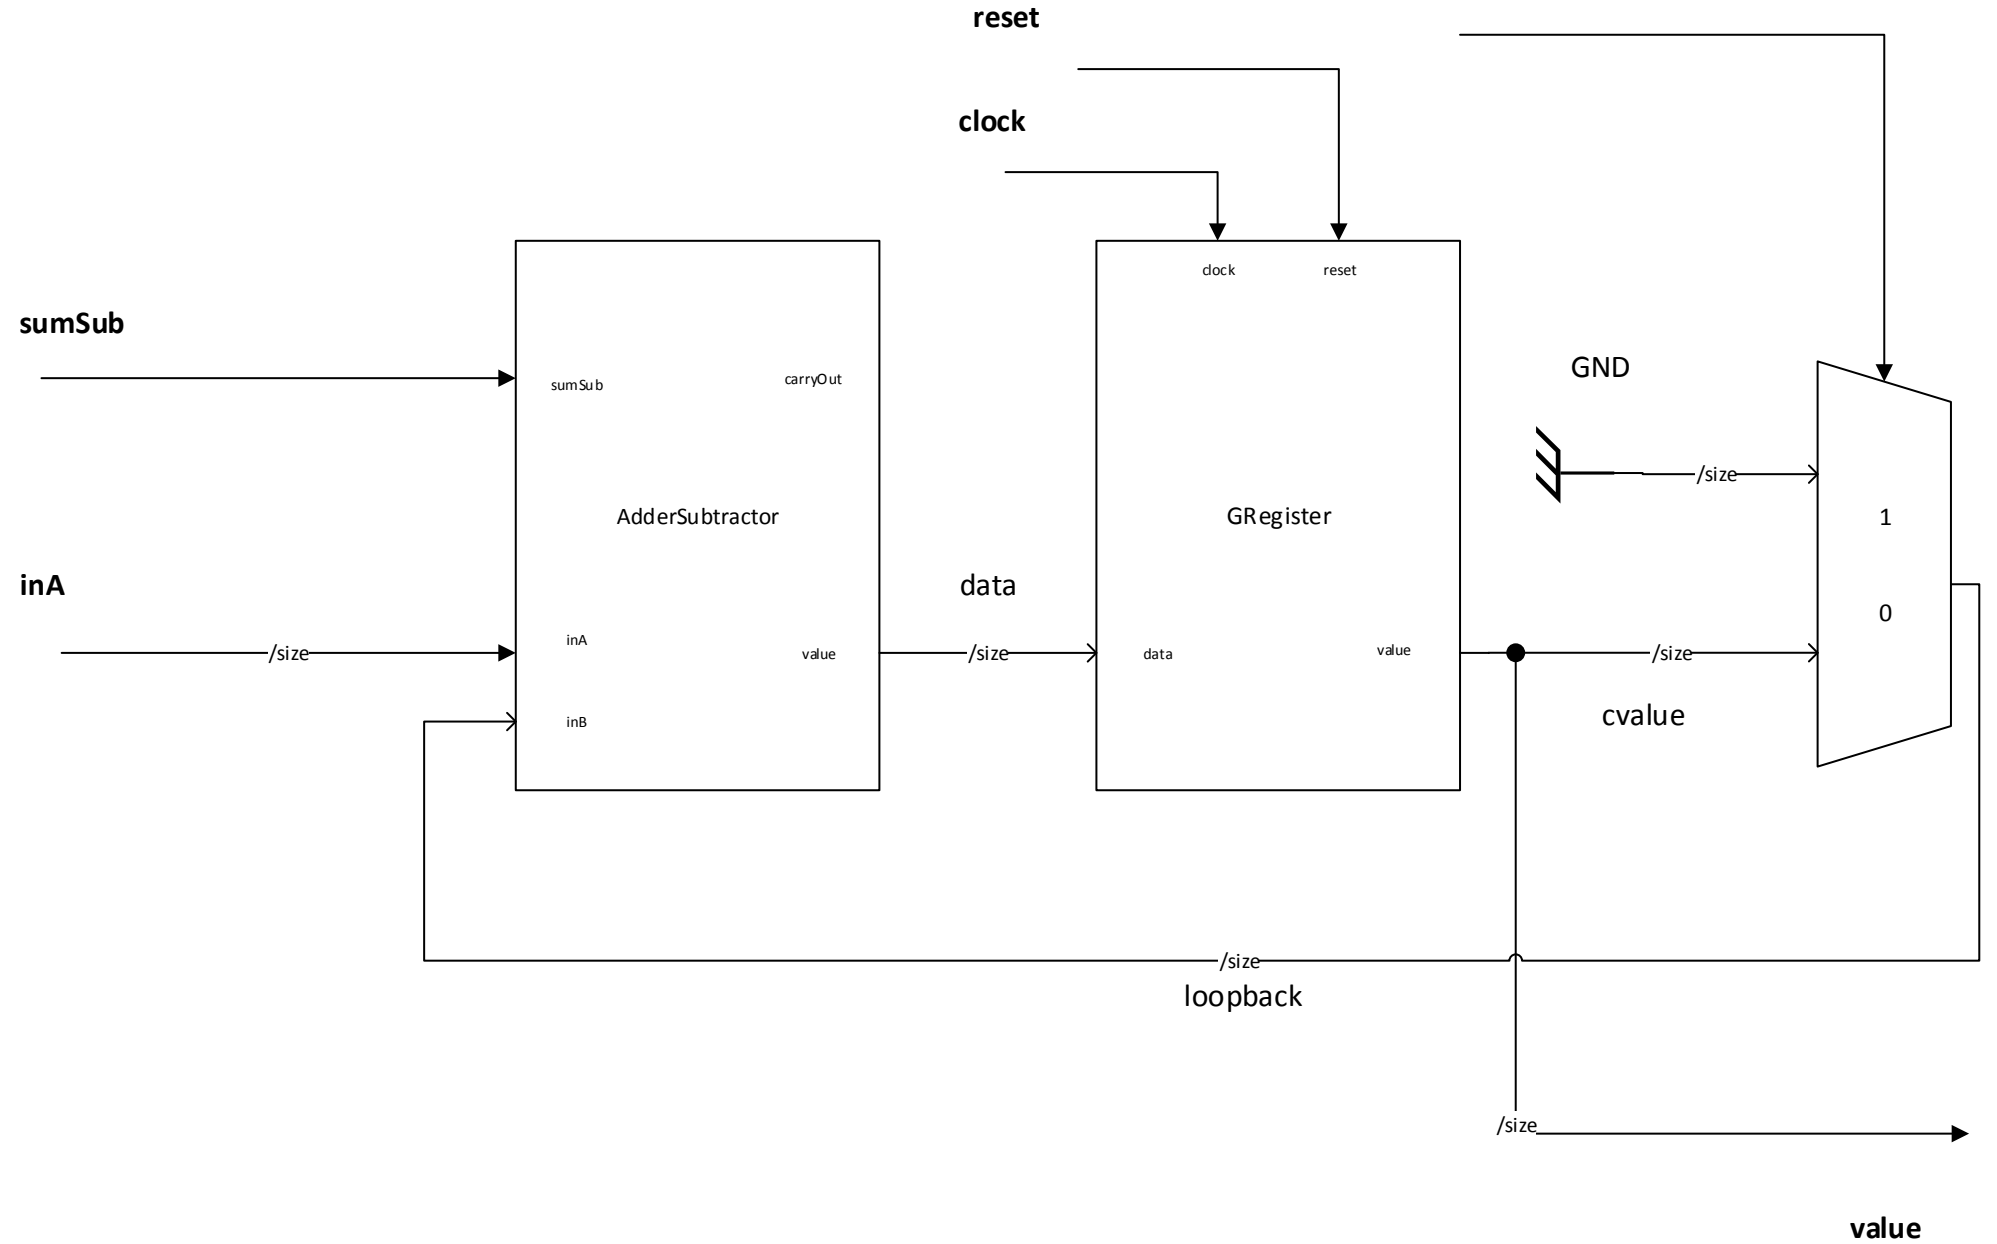 reset
clock
clock
reset
sumSub
sumSub
carryOut
GND
/size
AdderSubtractor
GRegister
1
inA
data
0
inA
/size
value
/size
data
value
/size
inB
cvalue
/size
loopback
/size
value